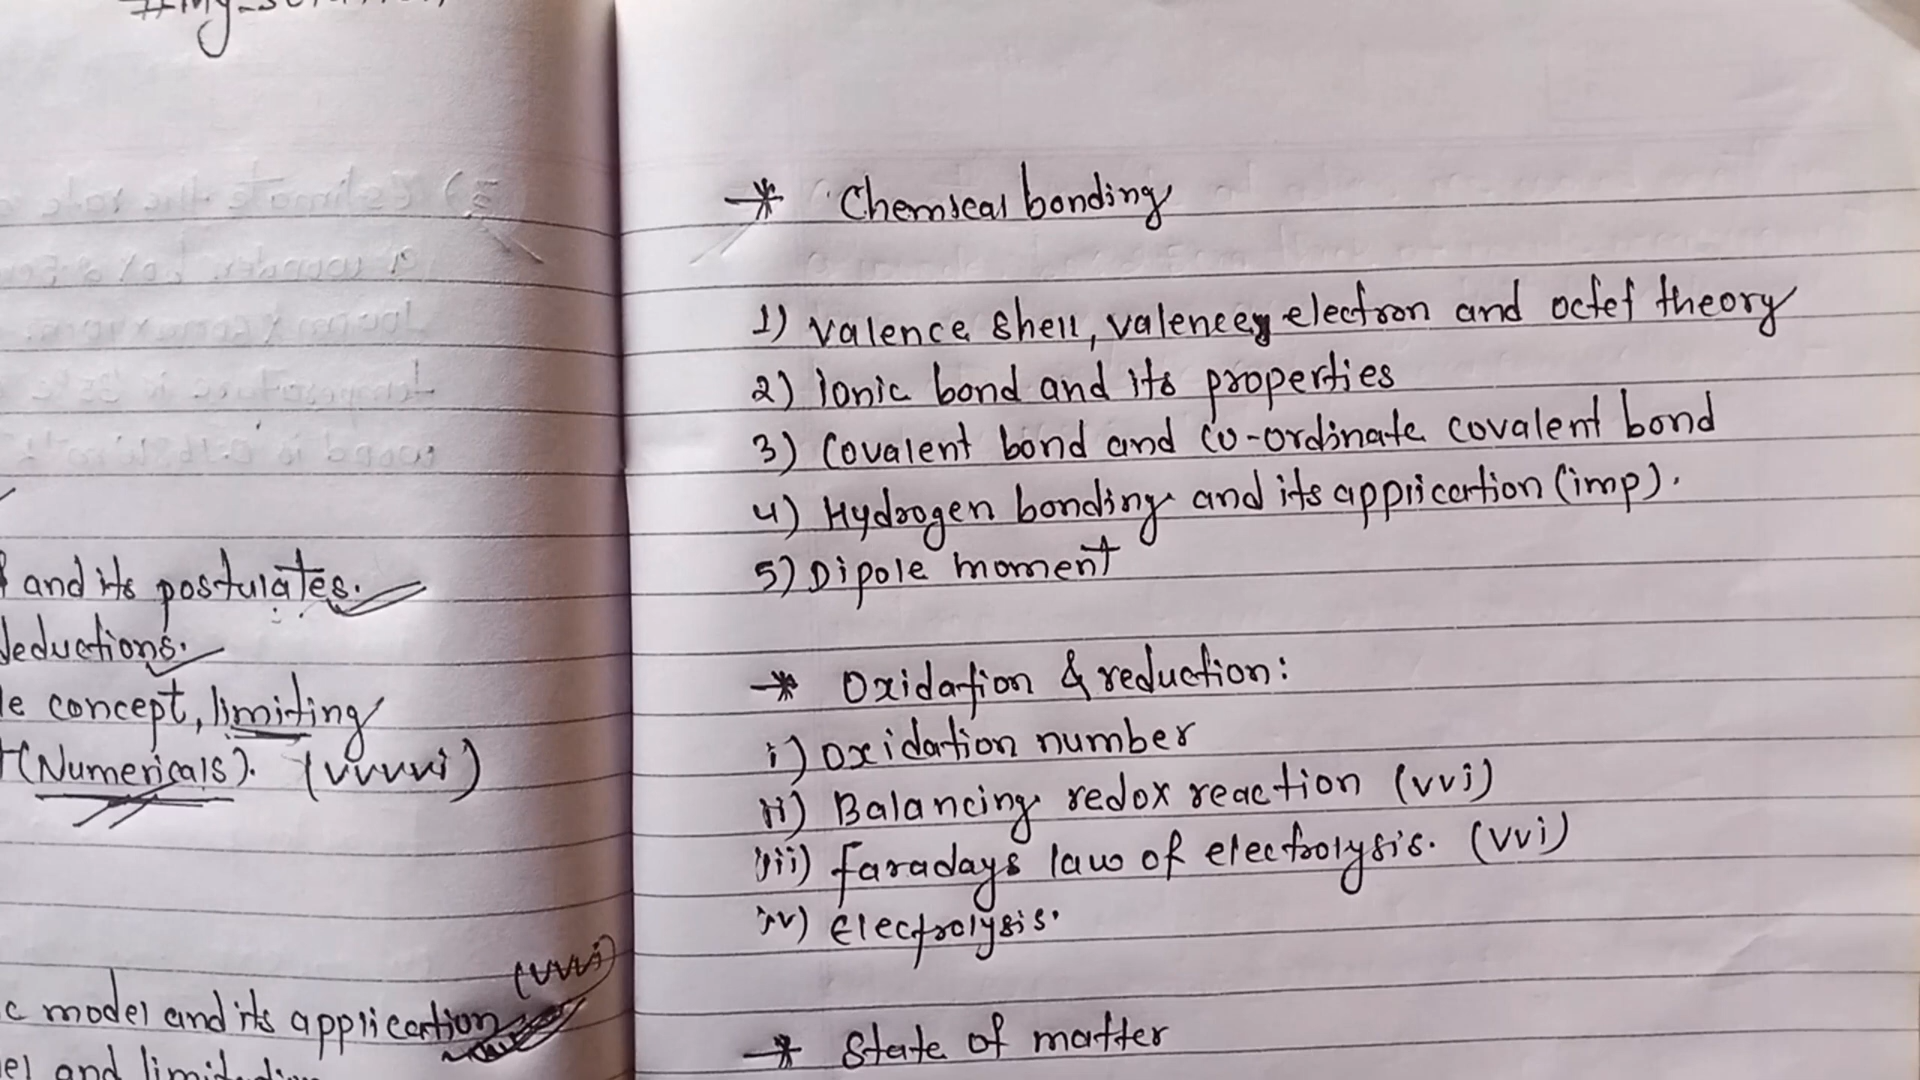 and its postulates.
deductions.
concept, limiting
(Numericals). (vvvvvi)
(vvvi)
c model and its application
and
* Chemical bonding
1) Valence shell, valencey electron and octet theory
2) Ionic bond and its properties
3) Covalent bond and co-ordinate covalent bond
4) Hydrogen bonding and its application (imp).
5) Dipole moment
* Oxidation & reduction:
i) Oxidation number
ii) Balancing redox reaction (vvi)
iii) faradays law of electrolysis. (vvi)
iv) Electrolysis.
* State of matter